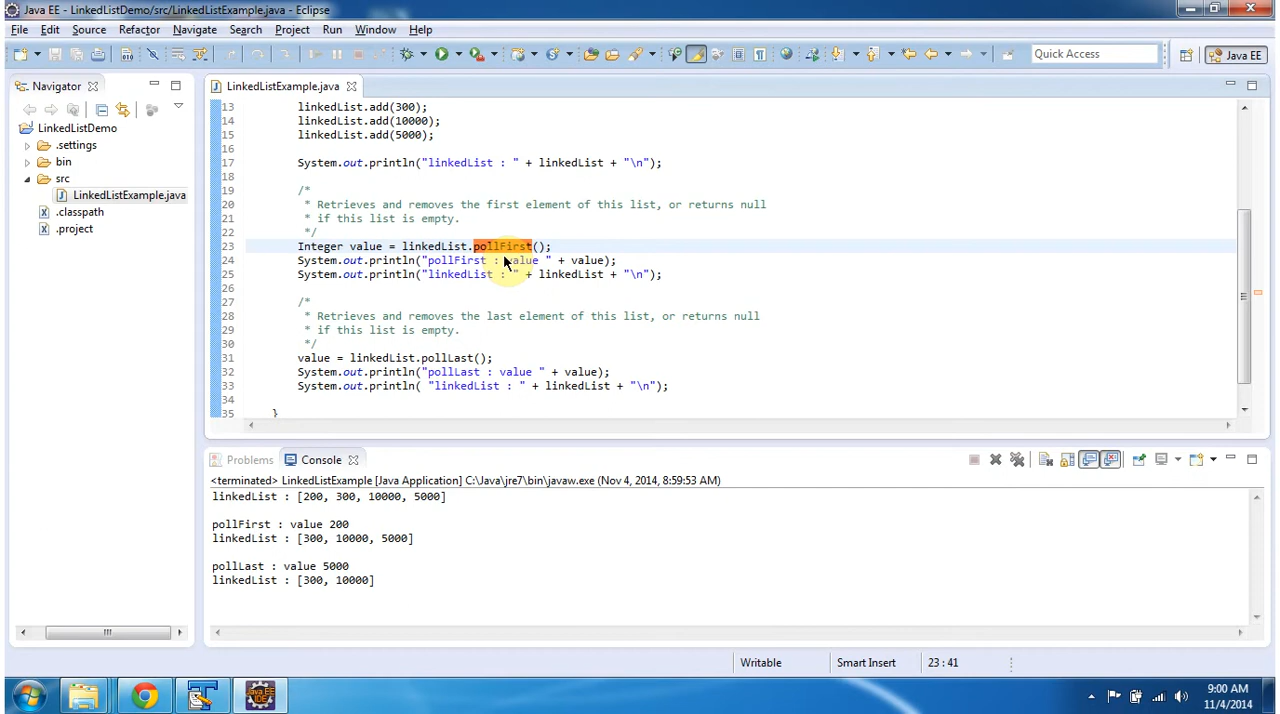 Java EE - LinkedListDemo/src/LinkedListExample.java - Eclipse
File Edit Source Refactor Navigate Search Project Run Window Help
Quick Access
Java EE
Navigator
LinkedListDemo
.settings
bin
src
LinkedListExample.java
.classpath
.project
LinkedListExample.java
13 linkedList.add(300);
14 linkedList.add(10000);
15 linkedList.add(5000);
16
17 System.out.println("linkedList : " + linkedList + "\n");
18
19 /*
20 * Retrieves and removes the first element of this list, or returns null
21 * if this list is empty.
22 */
23 Integer value = linkedList.pollFirst();
24 System.out.println("pollFirst : value " + value);
25 System.out.println("linkedList : " + linkedList + "\n");
26
27 /*
28 * Retrieves and removes the last element of this list, or returns null
29 * if this list is empty.
30 */
31 value = linkedList.pollLast();
32 System.out.println("pollLast : value " + value);
33 System.out.println( "linkedList : " + linkedList + "\n");
34
35 }
Problems Console
<terminated> LinkedListExample [Java Application] C:\Java\jre7\bin\javaw.exe (Nov 4, 2014, 8:59:53 AM)
linkedList : [200, 300, 10000, 5000]
pollFirst : value 200
linkedList : [300, 10000, 5000]
pollLast : value 5000
linkedList : [300, 10000]
Writable Smart Insert 23 : 41
9:00 AM
11/4/2014